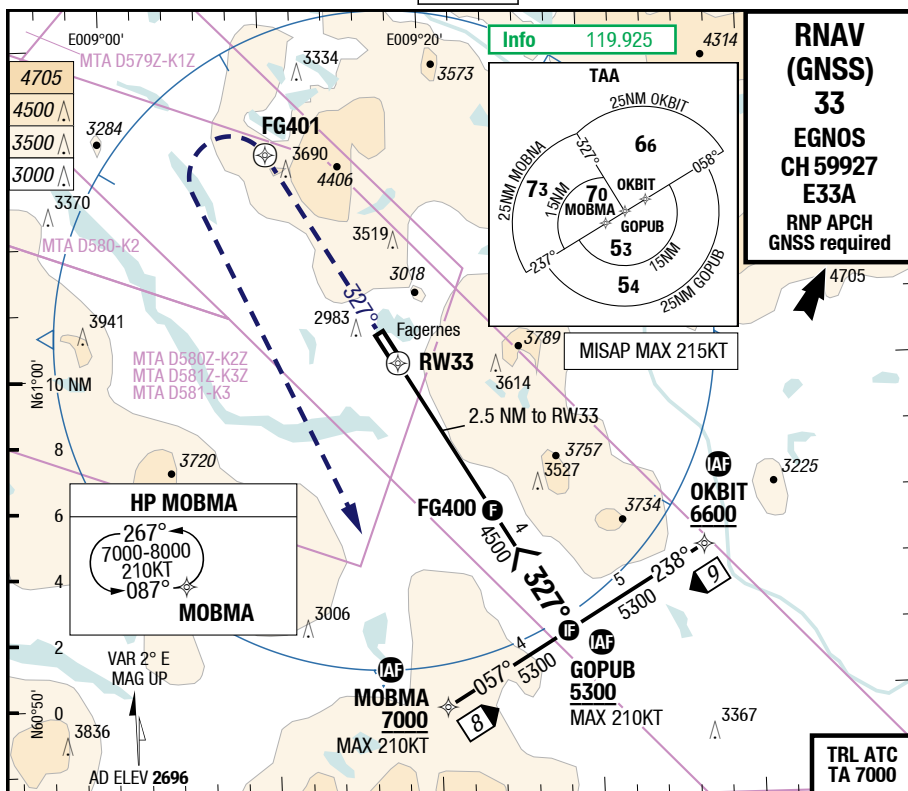 E009°00'
E009°20'
Info 119.925
4314
RNAV
(GNSS)
33
EGNOS
CH 59927
E33A
RNP APCH
GNSS required
MTA D579Z-K1Z
3334
3573
4705
4500
3500
3000
3284
3370
FG401
3690
4406
TAA
25NM OKBIT
66
327°
058°
25NM MOBMA
73
15NM
70
OKBIT
MOBMA
GOPUB
53
15NM
237°
54
25NM GOPUB
MTA D580-K2
3519
3018
4705
3941
327°
2983
Fagernes
RW33
3789
3614
MISAP MAX 215KT
MTA D580Z-K2Z
MTA D581Z-K3Z
MTA D581-K3
N61°00'
10 NM
2.5 NM to RW33
8
3720
3757
3527
3225
IAF
OKBIT
6600
6
FG400
F
4
4500
3734
HP MOBMA
267°
7000-8000
210KT
087°
MOBMA
4
327°
5
238°
5300
9
3006
2
IF
4
IAF
GOPUB
5300
MAX 210KT
057°
5300
IAF
MOBMA
7000
MAX 210KT
8
VAR 2° E
MAG UP
N60°50'
0
3836
3367
AD ELEV 2696
TRL ATC
TA 7000